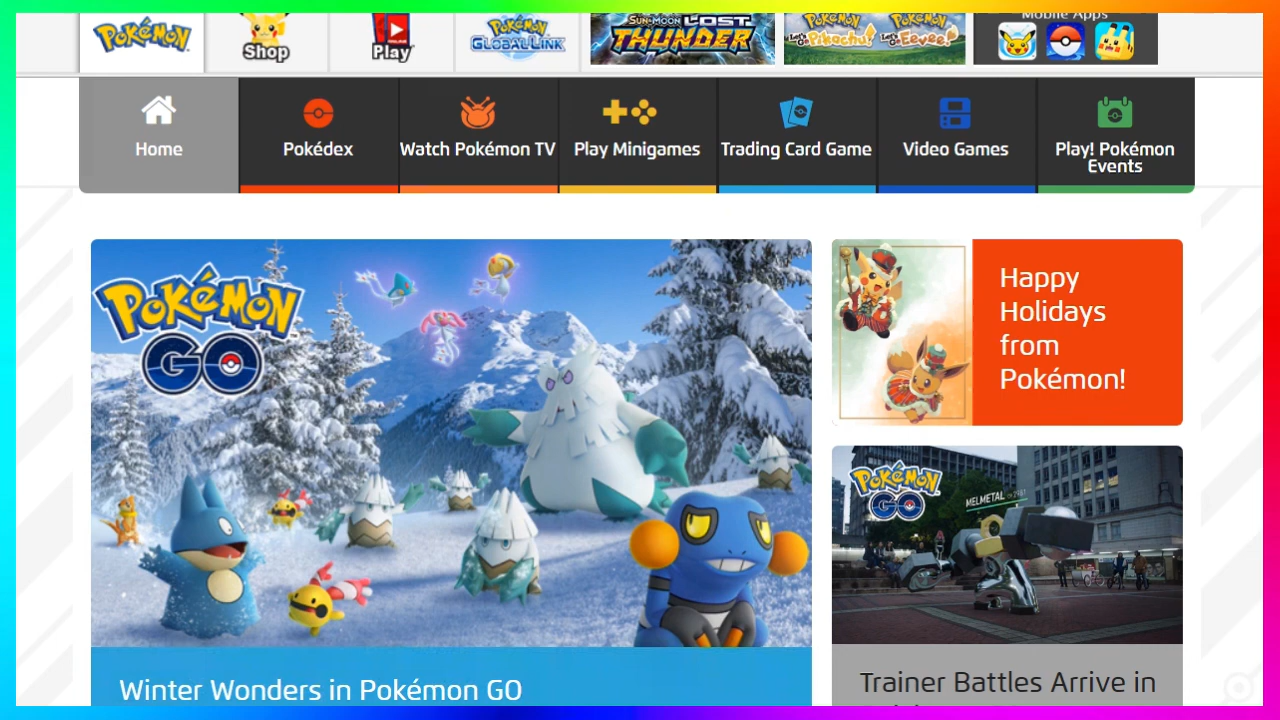 Pokémon
Shop
Play
Pokémon
GLOBAL LINK
SUN & MOON LOST
THUNDER
Pokémon
Let's Go, Pikachu!
Pokémon
Let's Go, Eevee!
Mobile Apps
Home
Pokédex
Watch Pokémon TV
Play Minigames
Trading Card Game
Video Games
Play! Pokémon
Events
POKÉMON
GO
Happy
Holidays
from
Pokémon!
POKÉMON
GO
MELMETAL
Winter Wonders in Pokémon GO
Trainer Battles Arrive in